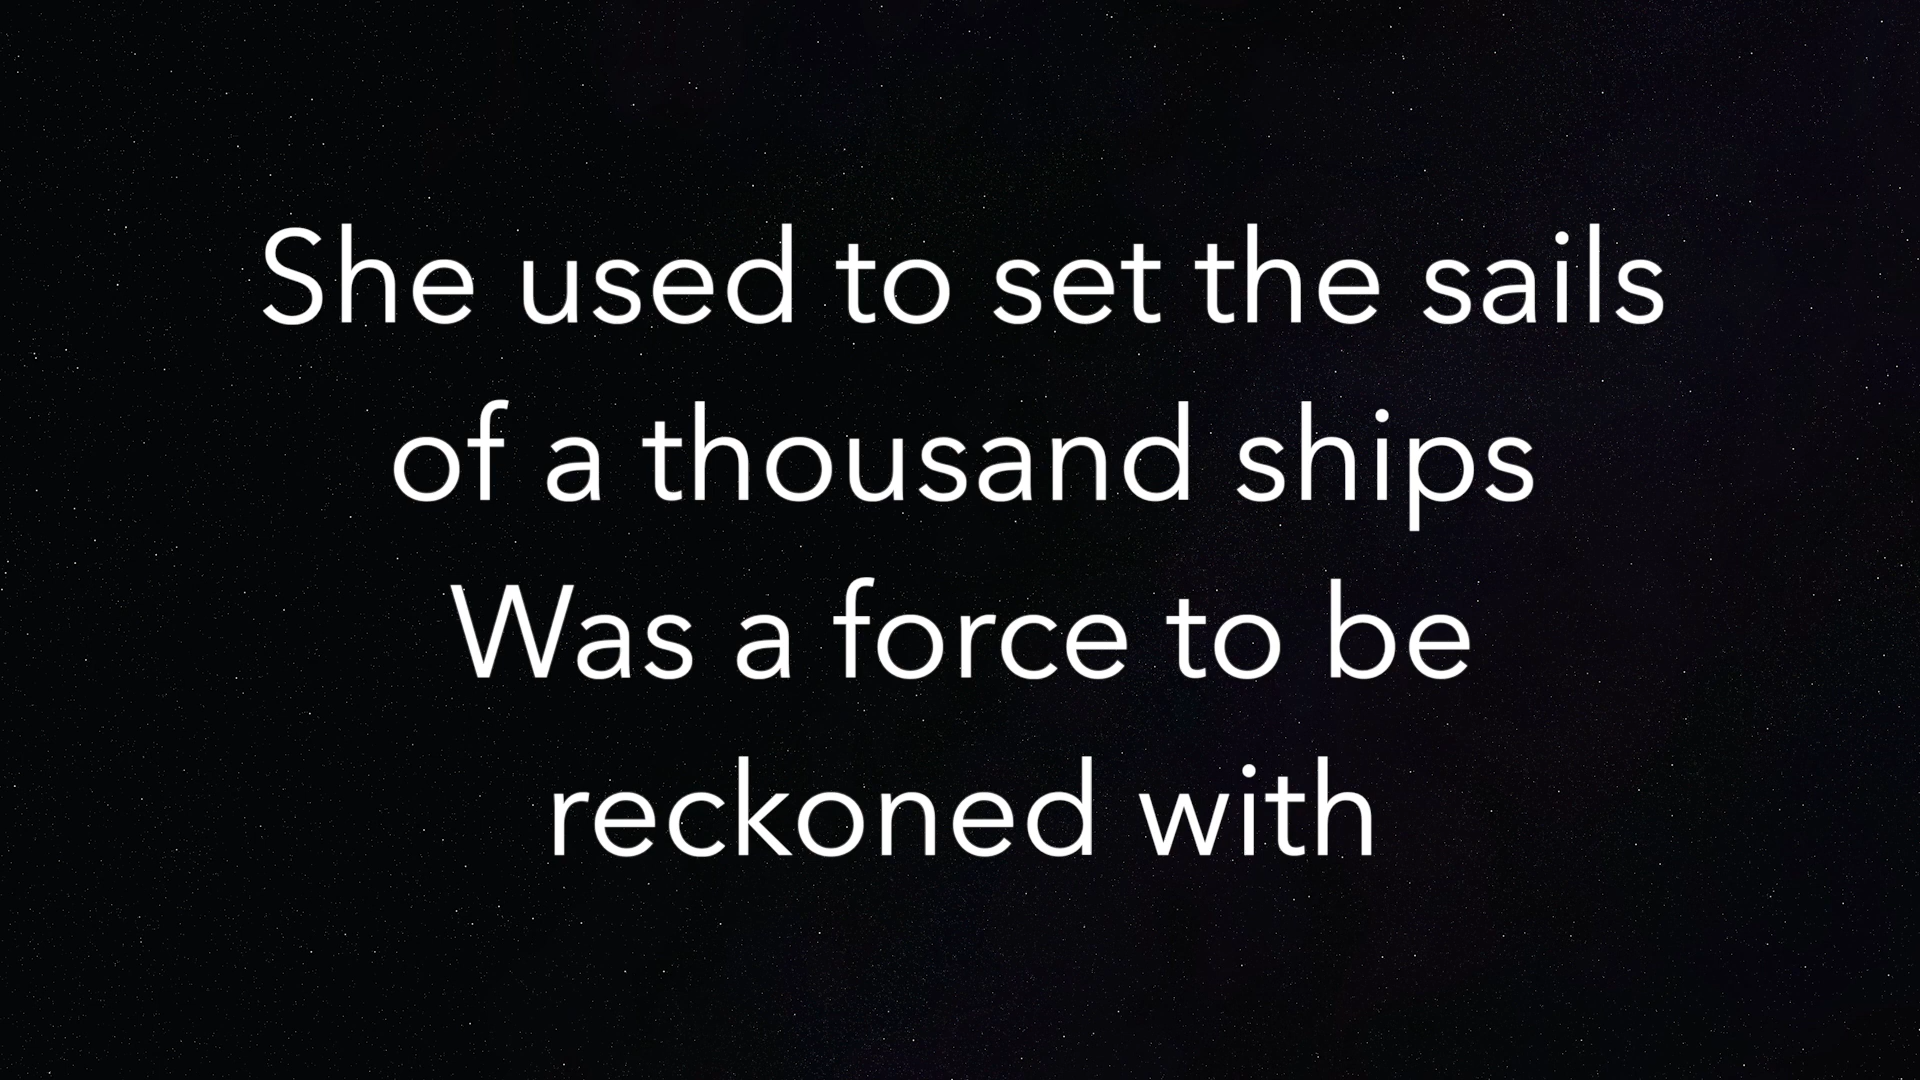 She used to set the sails
of a thousand ships
Was a force to be
reckoned with